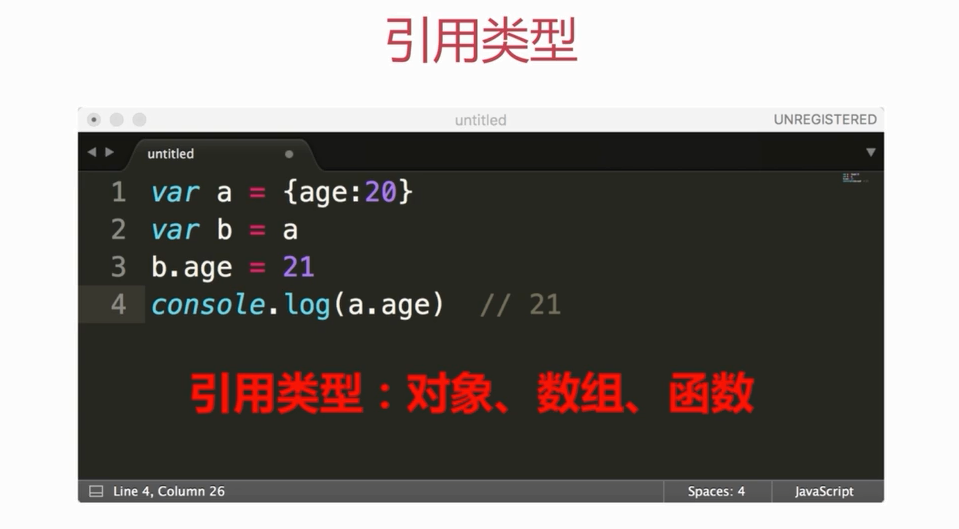 引用类型
untitled
UNREGISTERED
untitled
1 var a = {age:20}
2 var b = a
3 b.age = 21
4 console.log(a.age)  // 21
引用类型：对象、数组、函数
Line 4, Column 26
Spaces: 4
JavaScript